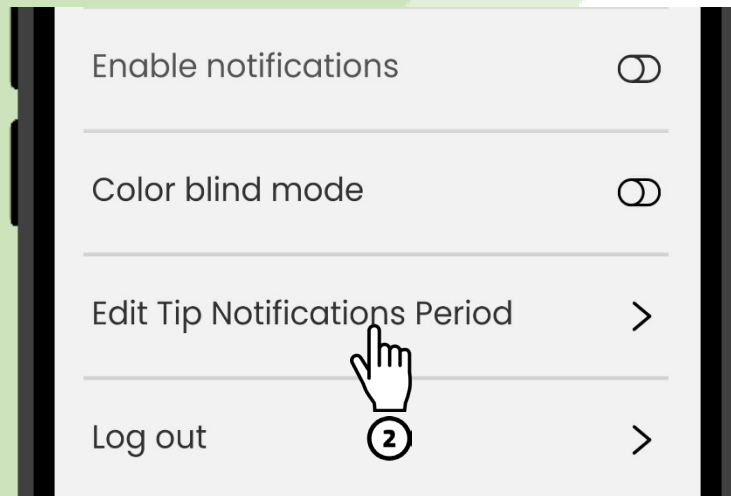 Enable notifications
Color blind mode
Edit Tip Notifications Period
Log out
2